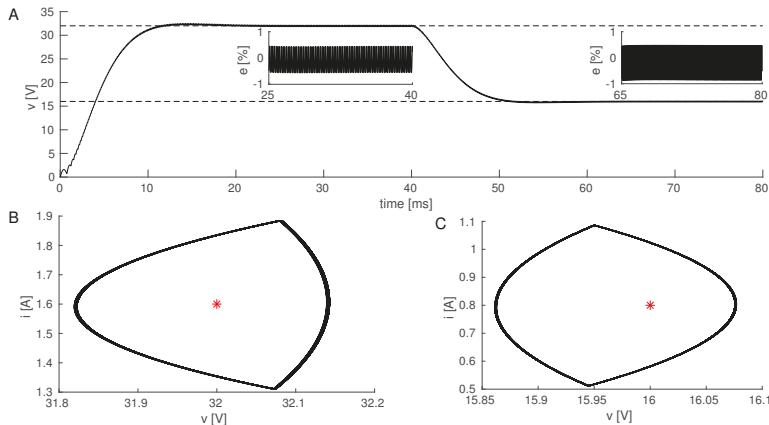 A
35
30
25
20
15
10
5
0
v [V]
0 10 20 30 40 50 60 70 80
time [ms]
1
0
-1
e [%]
25 40
1
0
-1
e [%]
65 80
B
1.9
1.8
1.7
1.6
1.5
1.4
1.3
i [A]
31.8 31.9 32 32.1 32.2
v [V]
C
1.1
1
0.9
0.8
0.7
0.6
0.5
i [A]
15.85 15.9 15.95 16 16.05 16.1
v [V]